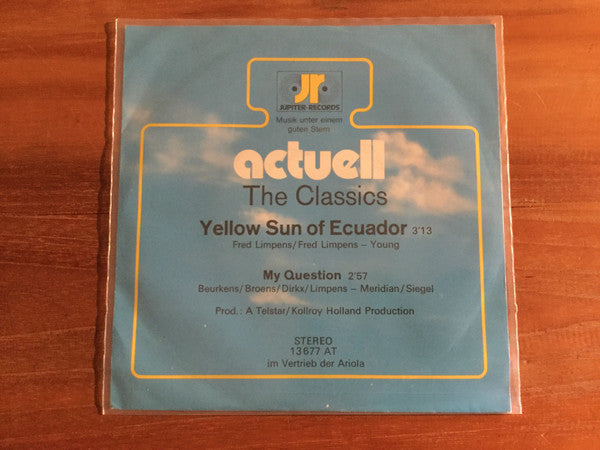 jr
JUPITER-RECORDS
Musik unter einem
guten Stern
actuell
The Classics
Yellow Sun of Ecuador 3'13
Fred Limpens/Fred Limpens – Young
My Question 2'57
Beurkens/Broens/Dirkx/Limpens – Meridian/Siegel
Prod.: A Telstar/Kollroy Holland Production
STEREO
13677 AT
im Vertrieb der Ariola